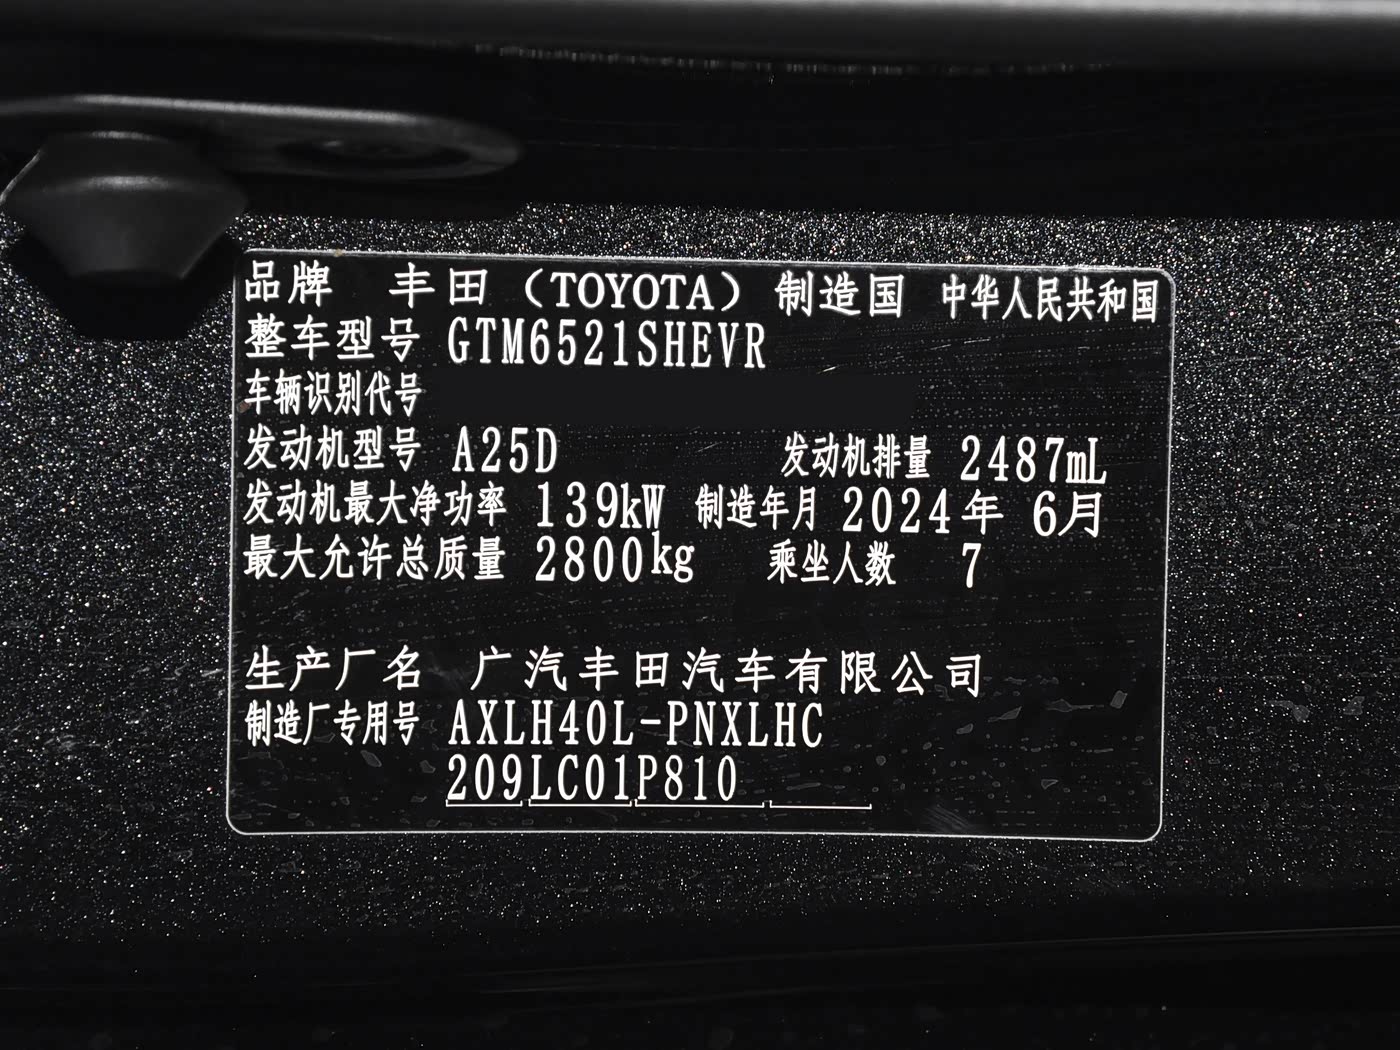 品牌 丰田（TOYOTA） 制造国 中华人民共和国
整车型号 GTM6521SHEVR
车辆识别代号
发动机型号 A25D 发动机排量 2487mL
发动机最大净功率 139kW 制造年月 2024年 6月
最大允许总质量 2800kg 乘坐人数 7
生产厂名 广汽丰田汽车有限公司
制造厂专用号 AXLH40L-PNXLHC
209LC01P810